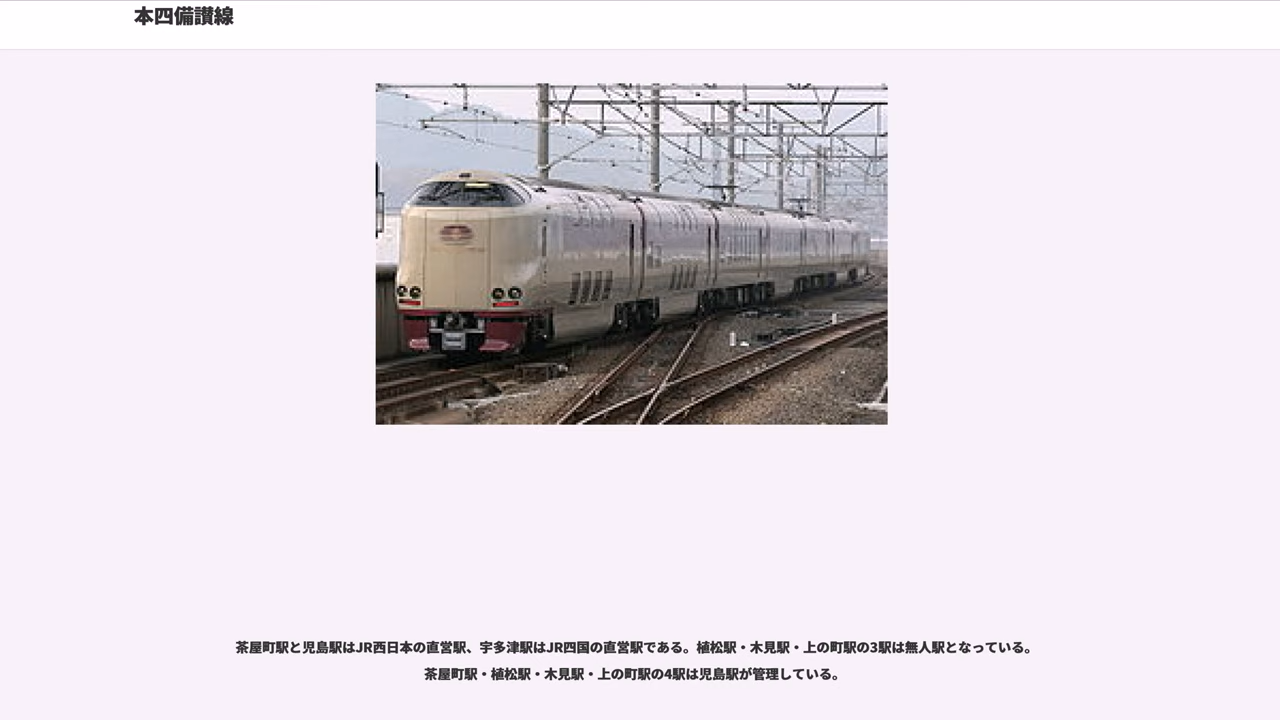 本四備讃線
茶屋町駅と児島駅はJR西日本の直営駅、宇多津駅はJR四国の直営駅である。植松駅・木見駅・上の町駅の3駅は無人駅となっている。
茶屋町駅・植松駅・木見駅・上の町駅の4駅は児島駅が管理している。